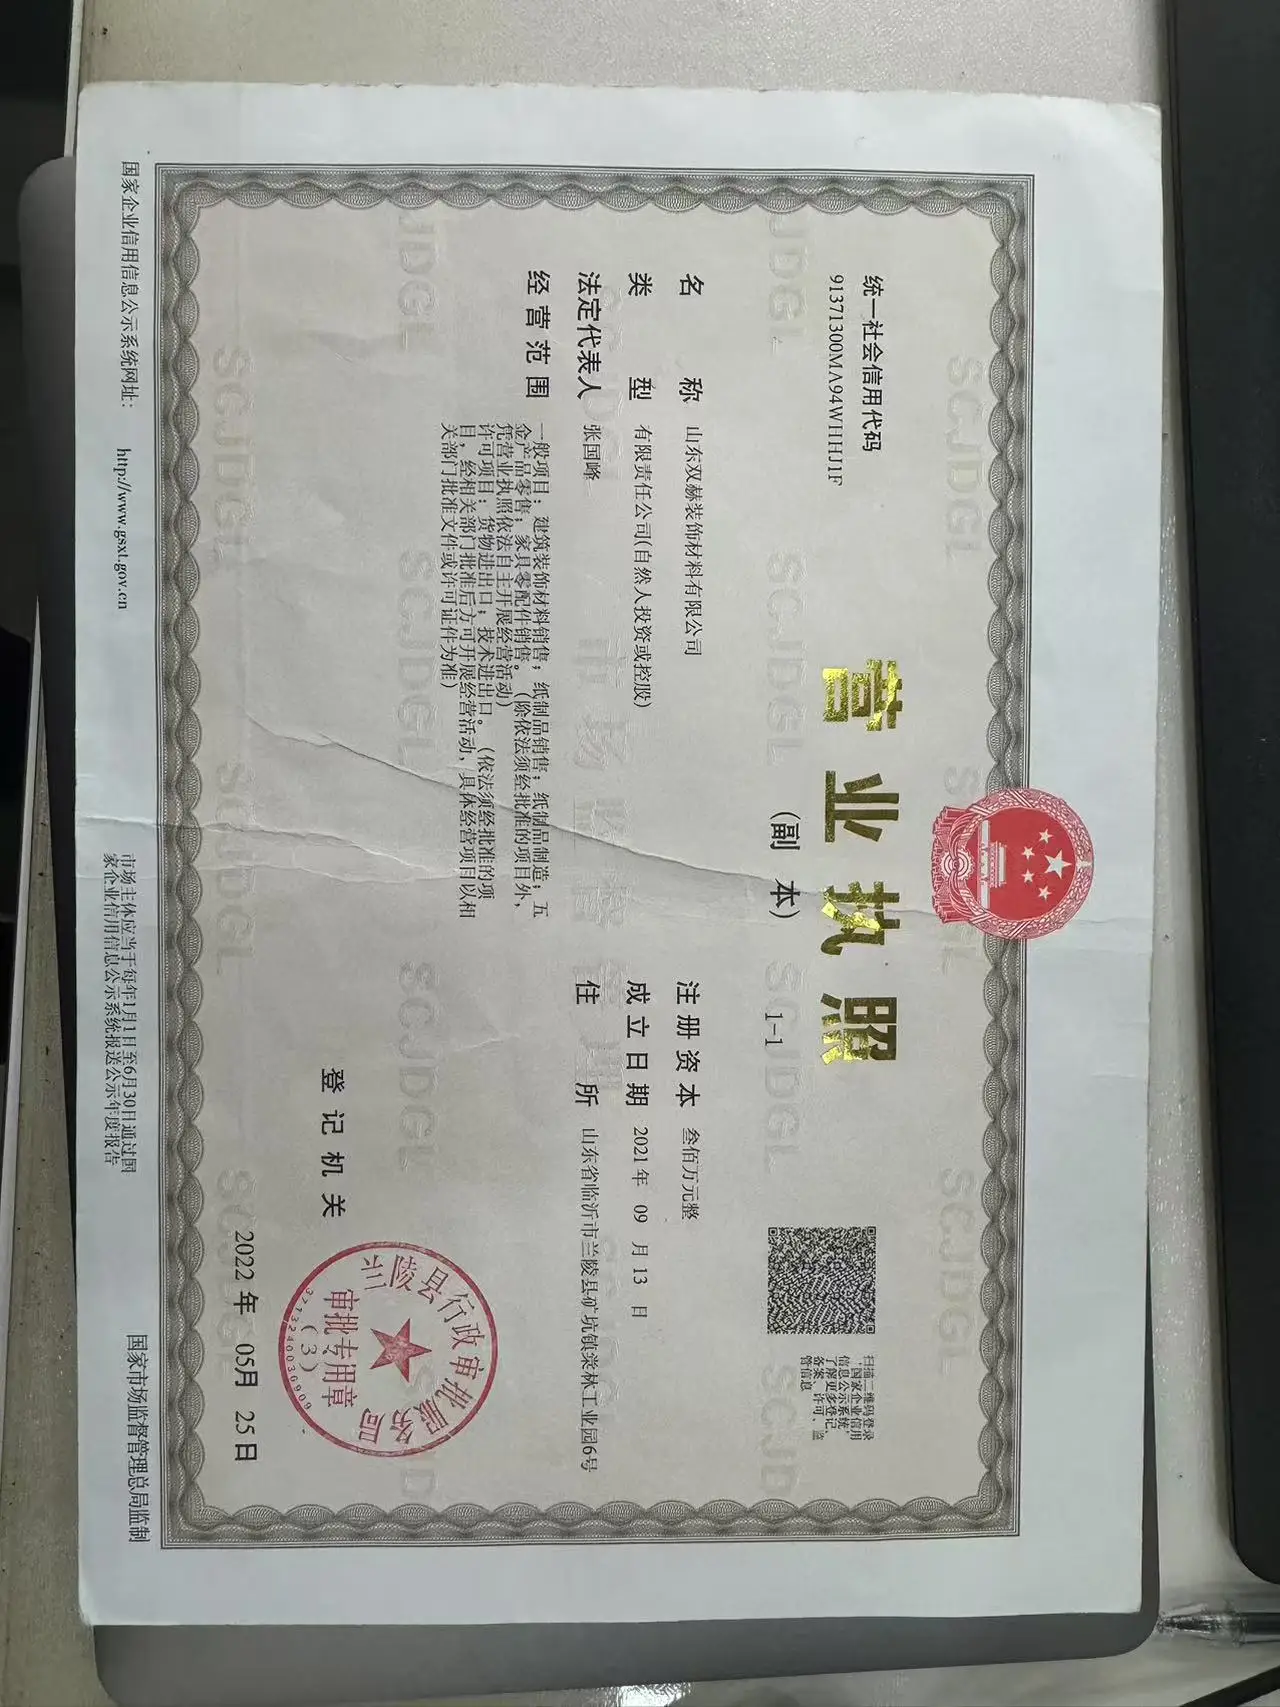 统一社会信用代码
91371300MA94WHHJ1F
营业执照
(副本)
1-1
扫描二维码登录
"国家企业信用
信息公示系统"
了解更多登记、
备案、许可、监
管信息
名称 山东双赫装饰材料有限公司
类型 有限责任公司(自然人投资或控股)
法定代表人 张国峰
经营范围 一般项目:建筑装饰材料销售;纸制品销售;纸制品制造;五
金产品零售;家具零配件销售。(除依法须经批准的项目外,
凭营业执照依法自主开展经营活动)
许可项目:货物进出口;技术进出口。(依法须经批准的项
目,经相关部门批准后方可开展经营活动,具体经营项目以相
关部门批准文件或许可证件为准)
注册资本 叁佰万元整
成立日期 2021年09月13日
住所 山东省临沂市兰陵县矿坑镇棠林工业园6号
登记机关
兰陵县行政审批服务局
审批专用章
(3)
3713240030909
2022年05月25日
国家企业信用信息公示系统网址: http://www.gsxt.gov.cn
市场主体应当于每年1月1日至6月30日通过国
家企业信用信息公示系统报送公示年度报告
国家市场监督管理总局监制
SCJDGL
市场监督管理